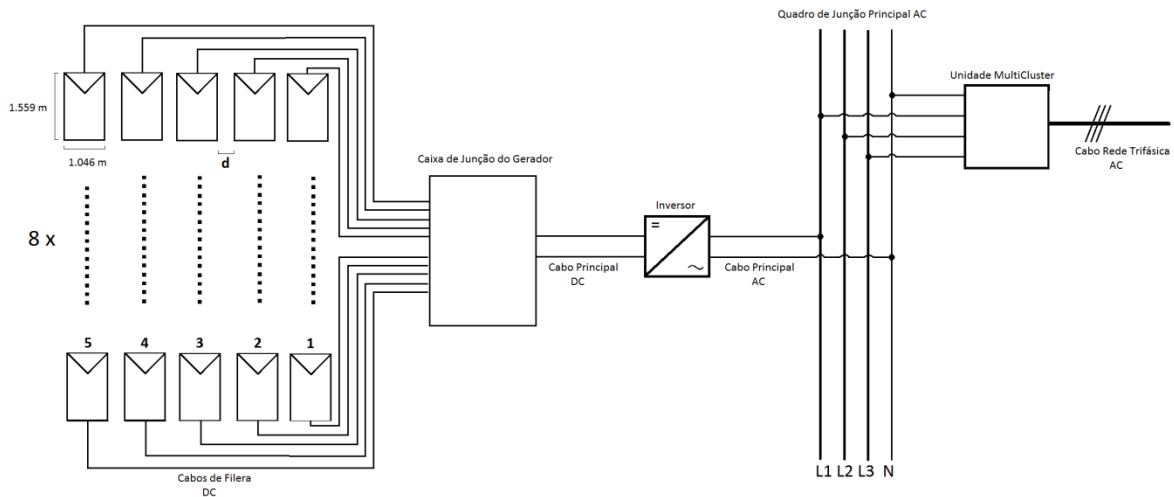 Quadro de Junção Principal AC
Unidade MultiCluster
1.559 m
1.046 m
d
Caixa de Junção do Gerador
Cabo Rede Trifásica
AC
Inversor
=
~
8 x
Cabo Principal
DC
Cabo Principal
AC
5 4 3 2 1
Cabos de Filera
DC
L1 L2 L3 N